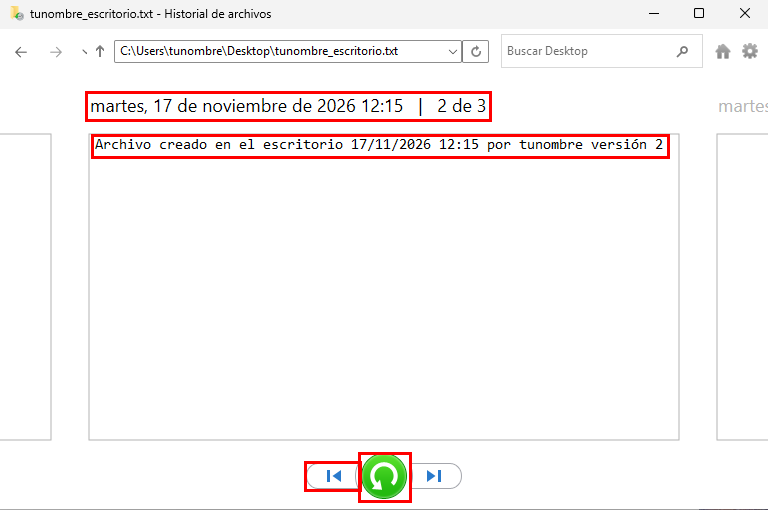 tunombre_escritorio.txt - Historial de archivos
C:\Users\tunombre\Desktop\tunombre_escritorio.txt
Buscar Desktop
martes, 17 de noviembre de 2026 12:15 | 2 de 3
martes
Archivo creado en el escritorio 17/11/2026 12:15 por tunombre versión 2